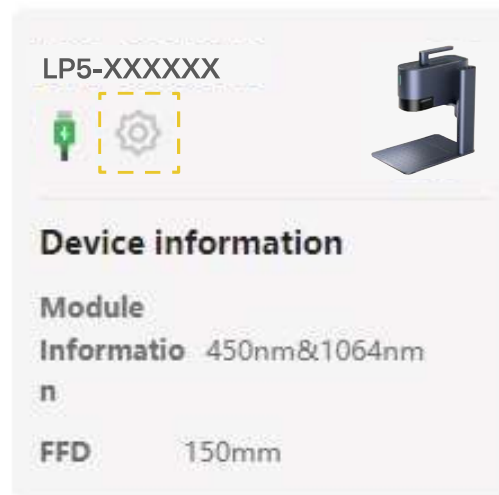 LP5-XXXXXX
Device information
Module
Informatio 450nm&1064nm
n
FFD 150mm